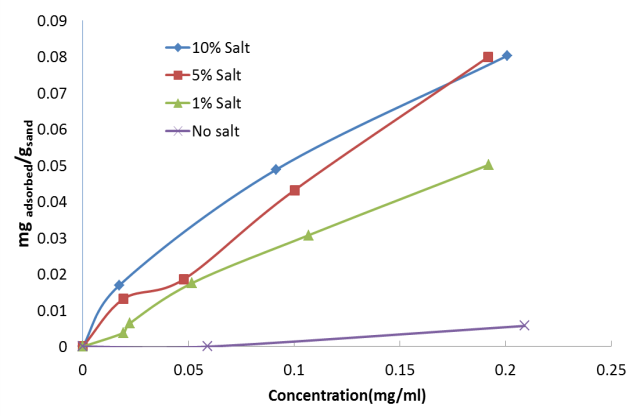 0.09
0.08
0.07
0.06
0.05
0.04
0.03
0.02
0.01
0
mg adsorbed/gsand
10% Salt
5% Salt
1% Salt
No salt
0 0.05 0.1 0.15 0.2 0.25
Concentration(mg/ml)